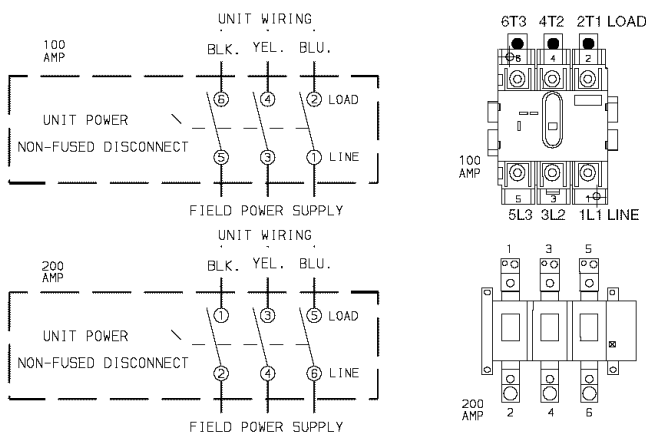 UNIT WIRING
BLK. YEL. BLU.
100
AMP
6 4 2 LOAD
UNIT POWER
NON-FUSED DISCONNECT
5 3 1 LINE
FIELD POWER SUPPLY
6T3 4T2 2T1 LOAD
6 4 2
100
AMP
5 3 1
5L3 3L2 1L1 LINE
UNIT WIRING
200
AMP
BLK. YEL. BLU.
1 3 5 LOAD
UNIT POWER
NON-FUSED DISCONNECT
2 4 6 LINE
FIELD POWER SUPPLY
1 3 5
200
AMP
2 4 6